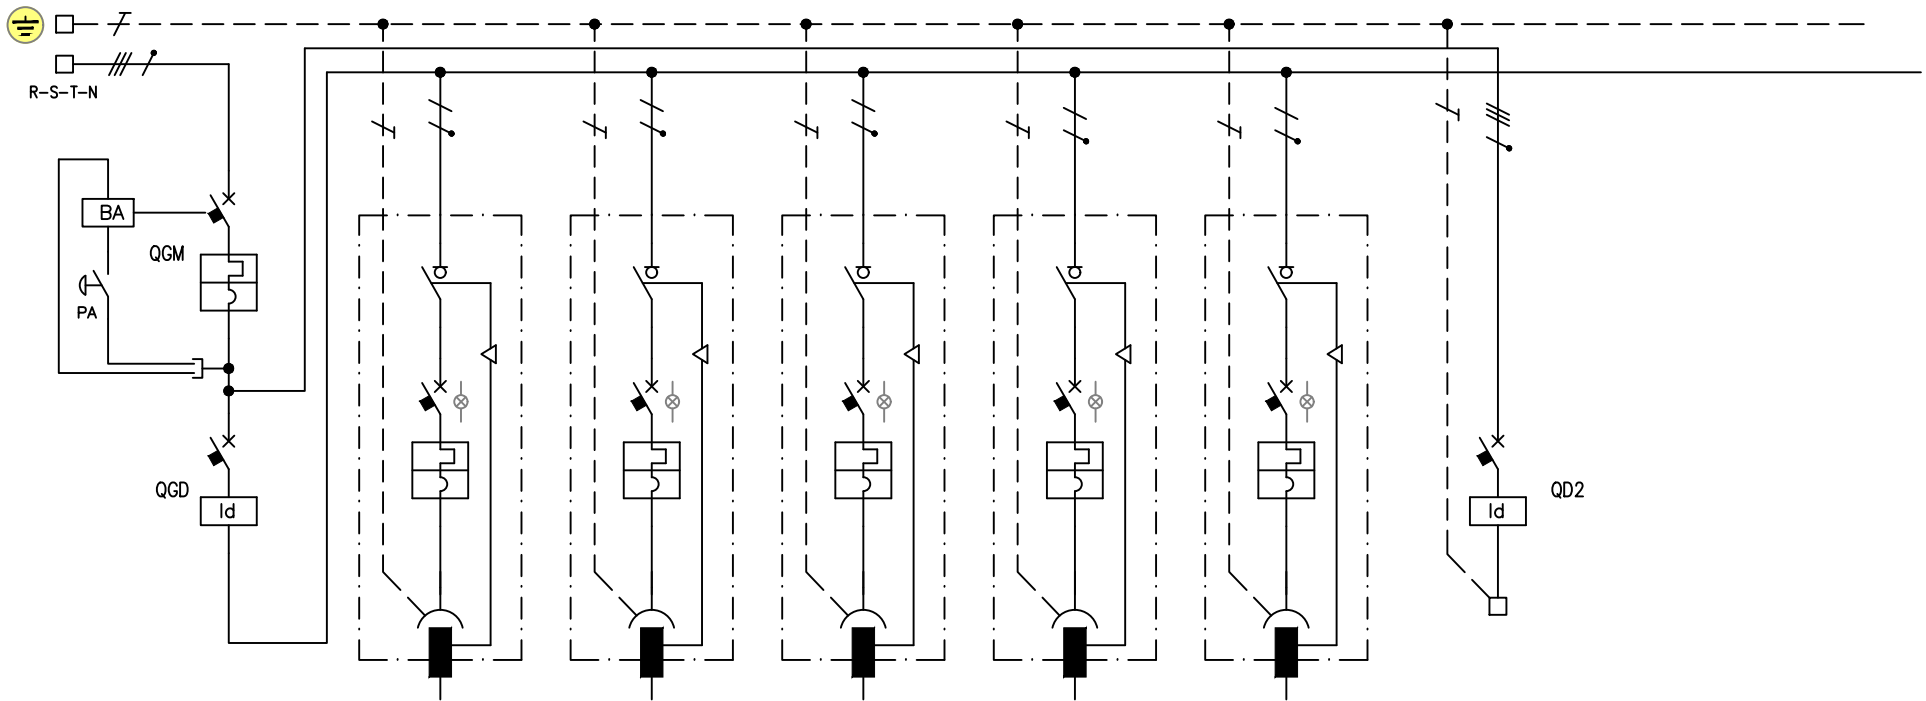 R-S-T-N
BA
QGM
PA
QGD
Id
QD2
Id